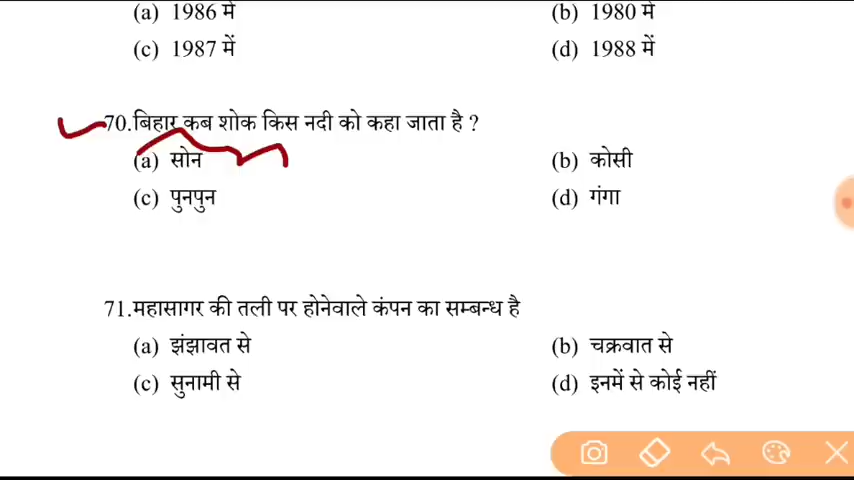 (a) 1986 में (b) 1980 में
(c) 1987 में (d) 1988 में
70.बिहार कब शोक किस नदी को कहा जाता है ?
(a) सोन (b) कोसी
(c) पुनपुन (d) गंगा
71.महासागर की तली पर होनेवाले कंपन का सम्बन्ध है
(a) झंझावत से (b) चक्रवात से
(c) सुनामी से (d) इनमें से कोई नहीं